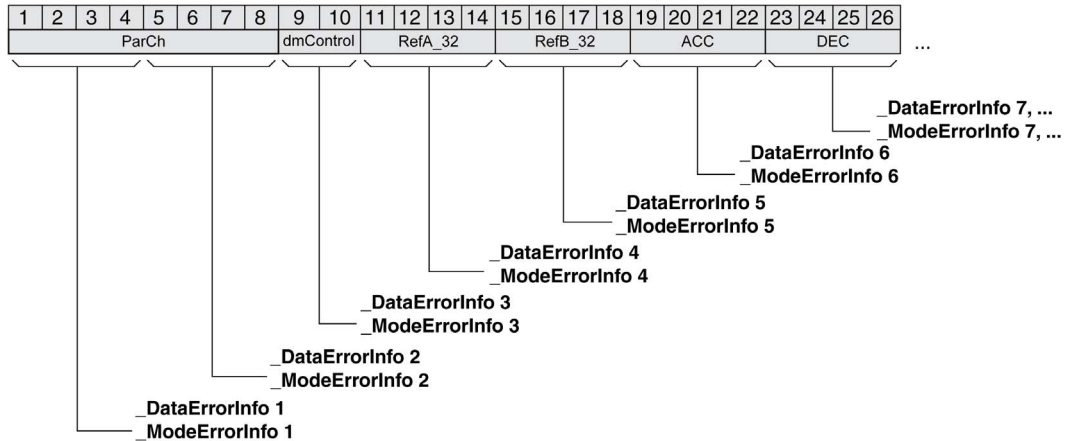 1 2 3 4 5 6 7 8 9 10 11 12 13 14 15 16 17 18 19 20 21 22 23 24 25 26
ParCh dmControl RefA_32 RefB_32 ACC DEC ...
_DataErrorInfo 7, ...
_ModeErrorInfo 7, ...
_DataErrorInfo 6
_ModeErrorInfo 6
_DataErrorInfo 5
_ModeErrorInfo 5
_DataErrorInfo 4
_ModeErrorInfo 4
_DataErrorInfo 3
_ModeErrorInfo 3
_DataErrorInfo 2
_ModeErrorInfo 2
_DataErrorInfo 1
_ModeErrorInfo 1